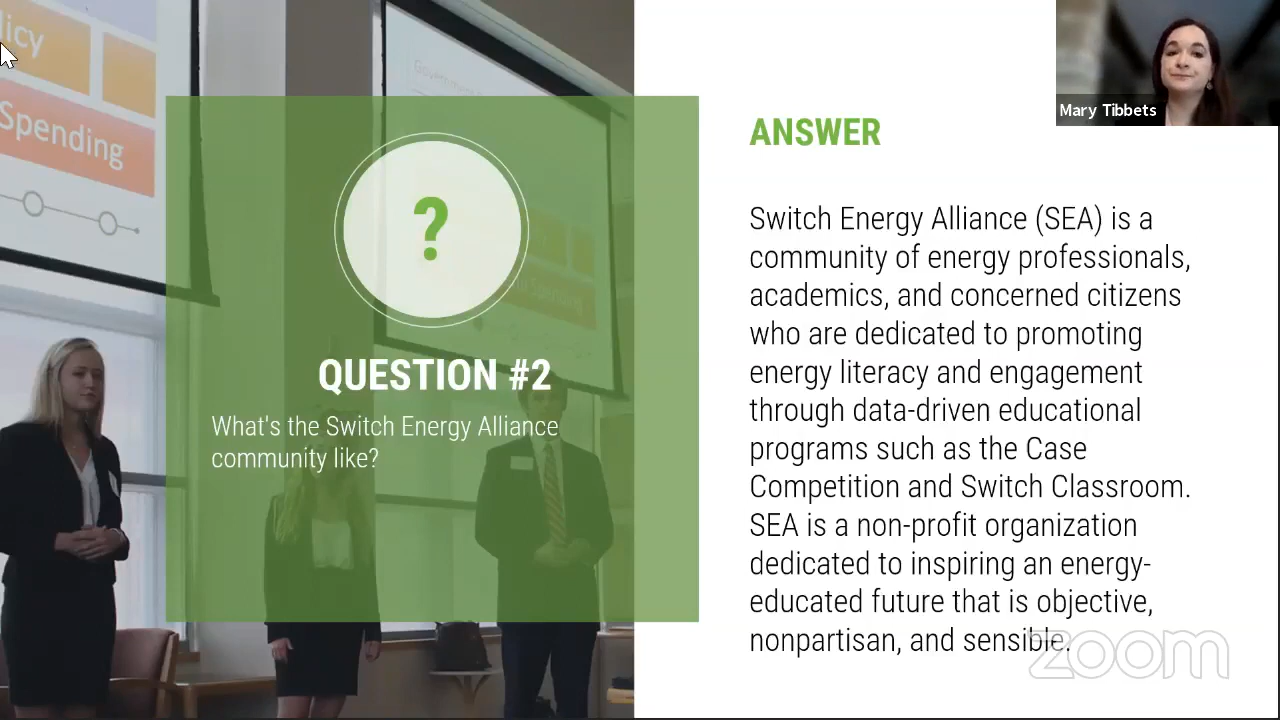 licy
Spending
Government
?
QUESTION #2
What's the Switch Energy Alliance
community like?
Mary Tibbets
ANSWER
Switch Energy Alliance (SEA) is a
community of energy professionals,
academics, and concerned citizens
who are dedicated to promoting
energy literacy and engagement
through data-driven educational
programs such as the Case
Competition and Switch Classroom.
SEA is a non-profit organization
dedicated to inspiring an energy-
educated future that is objective,
nonpartisan, and sensible.
zoom